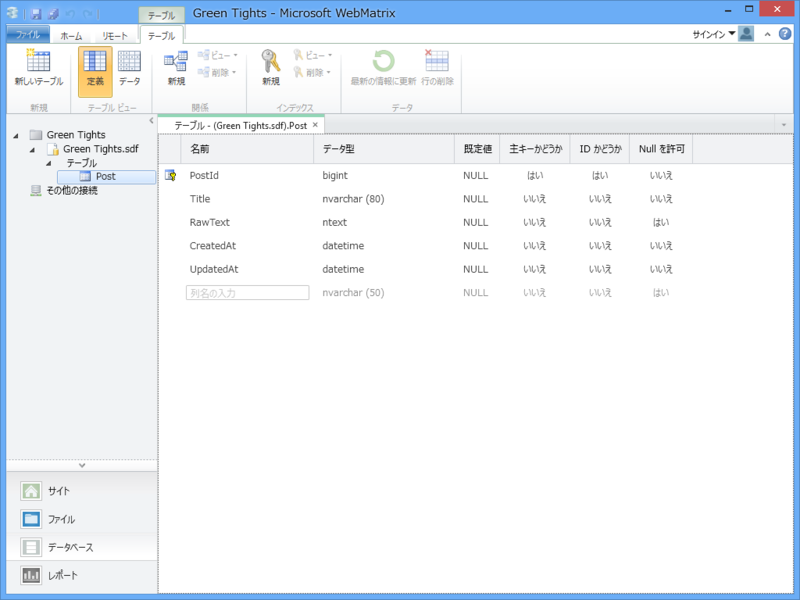 テーブル
Green Tights - Microsoft WebMatrix
ファイル ホーム リモート テーブル サインイン
新しいテーブル 定義 データ 新規 ビュー 削除 新規 ビュー 削除 最新の情報に更新 行の削除
新規 テーブル ビュー 関係 インデックス データ
Green Tights
Green Tights.sdf
テーブル
Post
その他の接続
テーブル - (Green Tights.sdf).Post
名前 データ型 既定値 主キーかどうか ID かどうか Null を許可
PostId bigint NULL はい はい いいえ
Title nvarchar (80) NULL いいえ いいえ いいえ
RawText ntext NULL いいえ いいえ はい
CreatedAt datetime NULL いいえ いいえ いいえ
UpdatedAt datetime NULL いいえ いいえ いいえ
列名の入力 nvarchar (50) NULL いいえ いいえ はい
サイト
ファイル
データベース
レポート